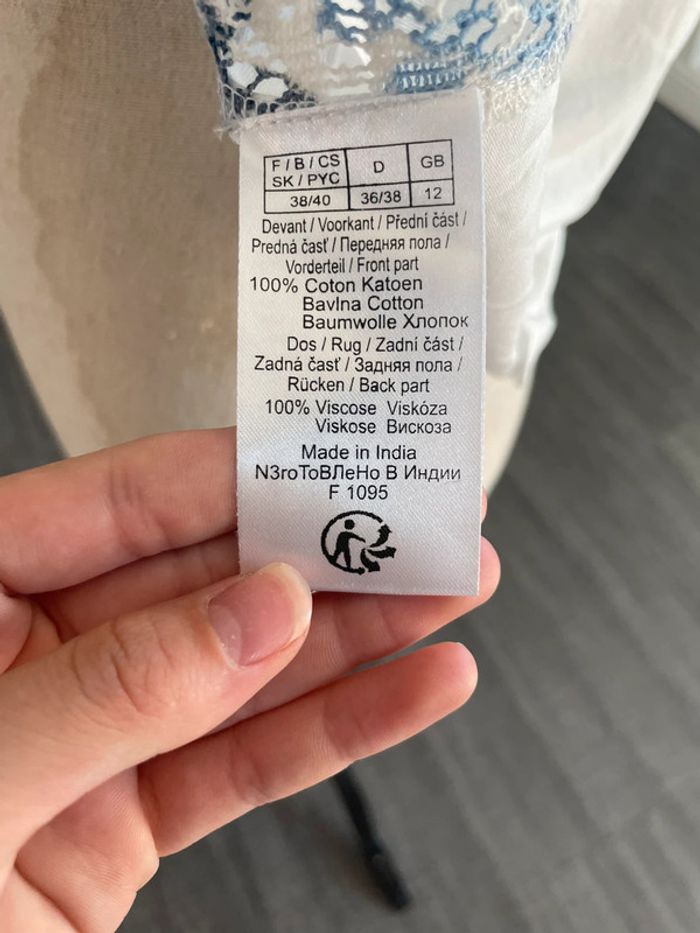 F / B / CS D GB
SK / РУС
38/40 36/38 12
Devant / Voorkant / Přední část /
Predná časť / Передняя пола /
Vorderteil / Front part
100% Coton Katoen
Bavlna Cotton
Baumwolle Хлопок
Dos / Rug / Zadní část /
Zadná časť / Задняя пола /
Rücken / Back part
100% Viscose Viskóza
Viskose Вискоза
Made in India
N3гоТоВЛеНо В Индии
F 1095